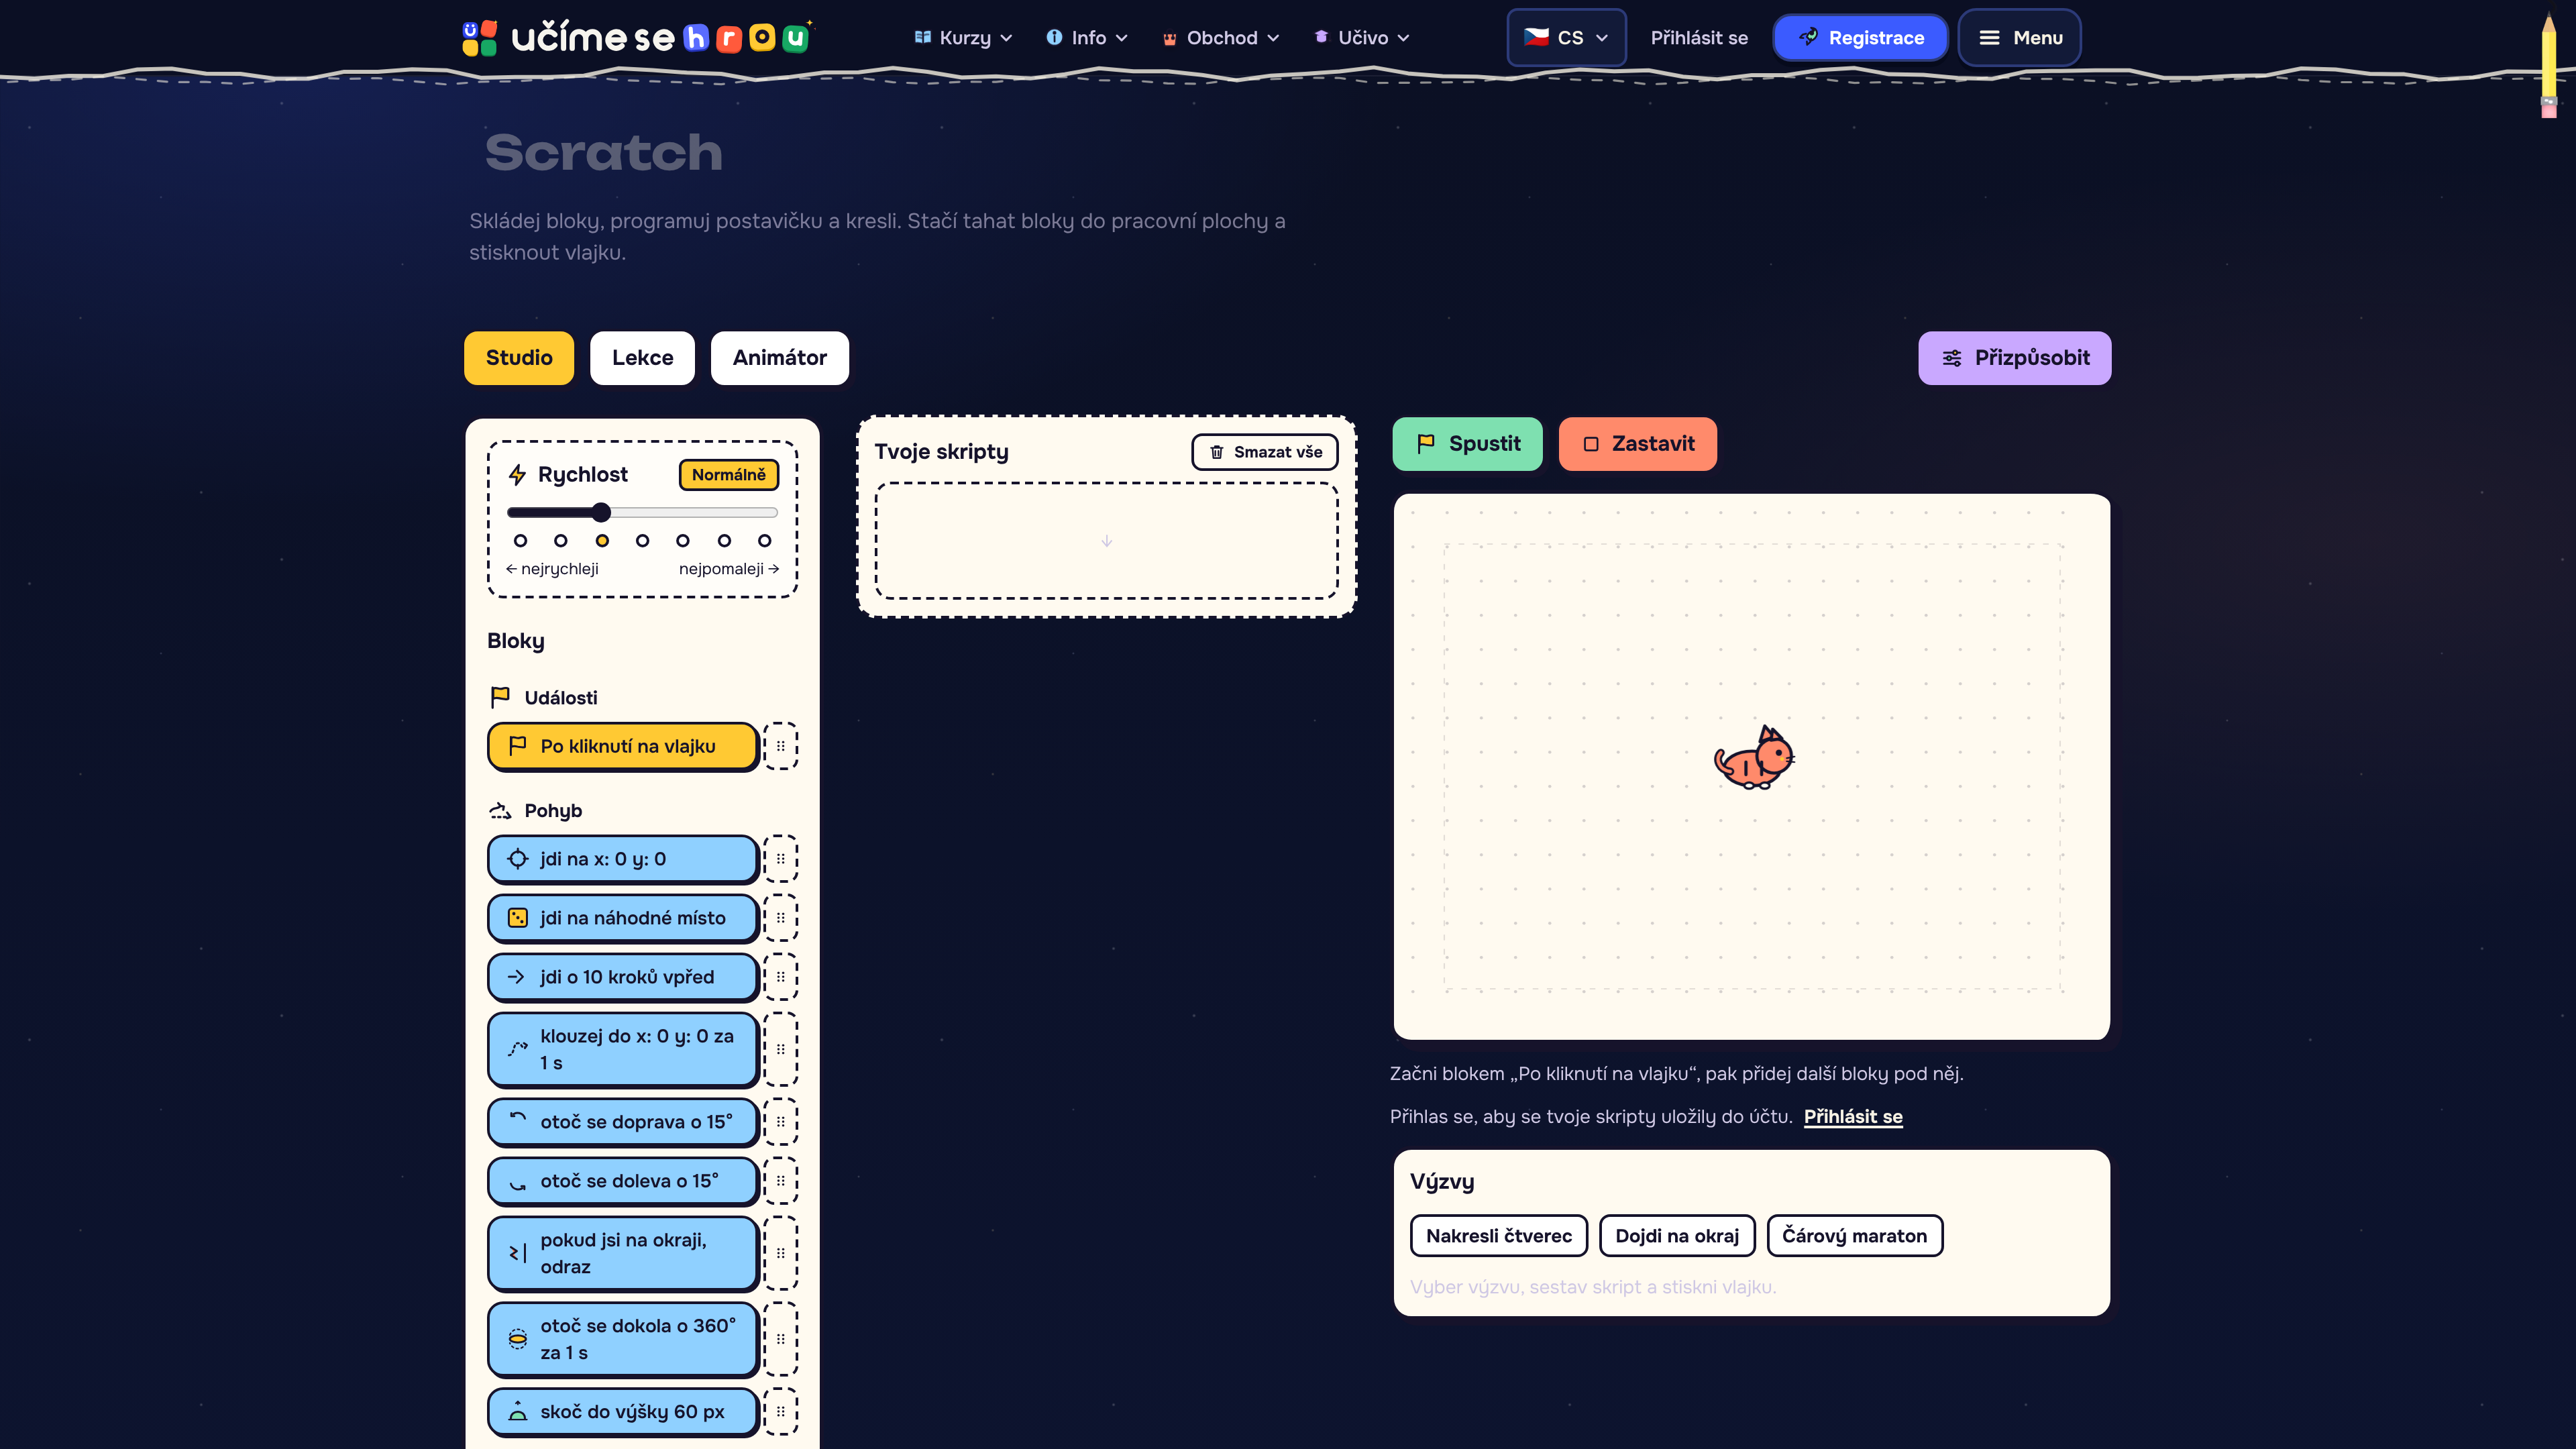 učíme se hrou
Kurzy
Info
Obchod
Učivo
CS
Přihlásit se
Registrace
Menu
Scratch
Skládej bloky, programuj postavičku a kresli. Stačí tahat bloky do pracovní plochy a
stisknout vlajku.
Studio
Lekce
Animátor
Přizpůsobit
Rychlost
Normálně
← nejrychleji
nejpomaleji →
Bloky
Události
Po kliknutí na vlajku
Pohyb
jdi na x: 0 y: 0
jdi na náhodné místo
jdi o 10 kroků vpřed
klouzej do x: 0 y: 0 za
1 s
otoč se doprava o 15°
otoč se doleva o 15°
pokud jsi na okraji,
odraz
otoč se dokola o 360°
za 1 s
skoč do výšky 60 px
Tvoje skripty
Smazat vše
Spustit
Zastavit
Začni blokem „Po kliknutí na vlajku“, pak přidej další bloky pod něj.
Přihlas se, aby se tvoje skripty uložily do účtu. Přihlásit se
Výzvy
Nakresli čtverec
Dojdi na okraj
Čárový maraton
Vyber výzvu, sestav skript a stiskni vlajku.